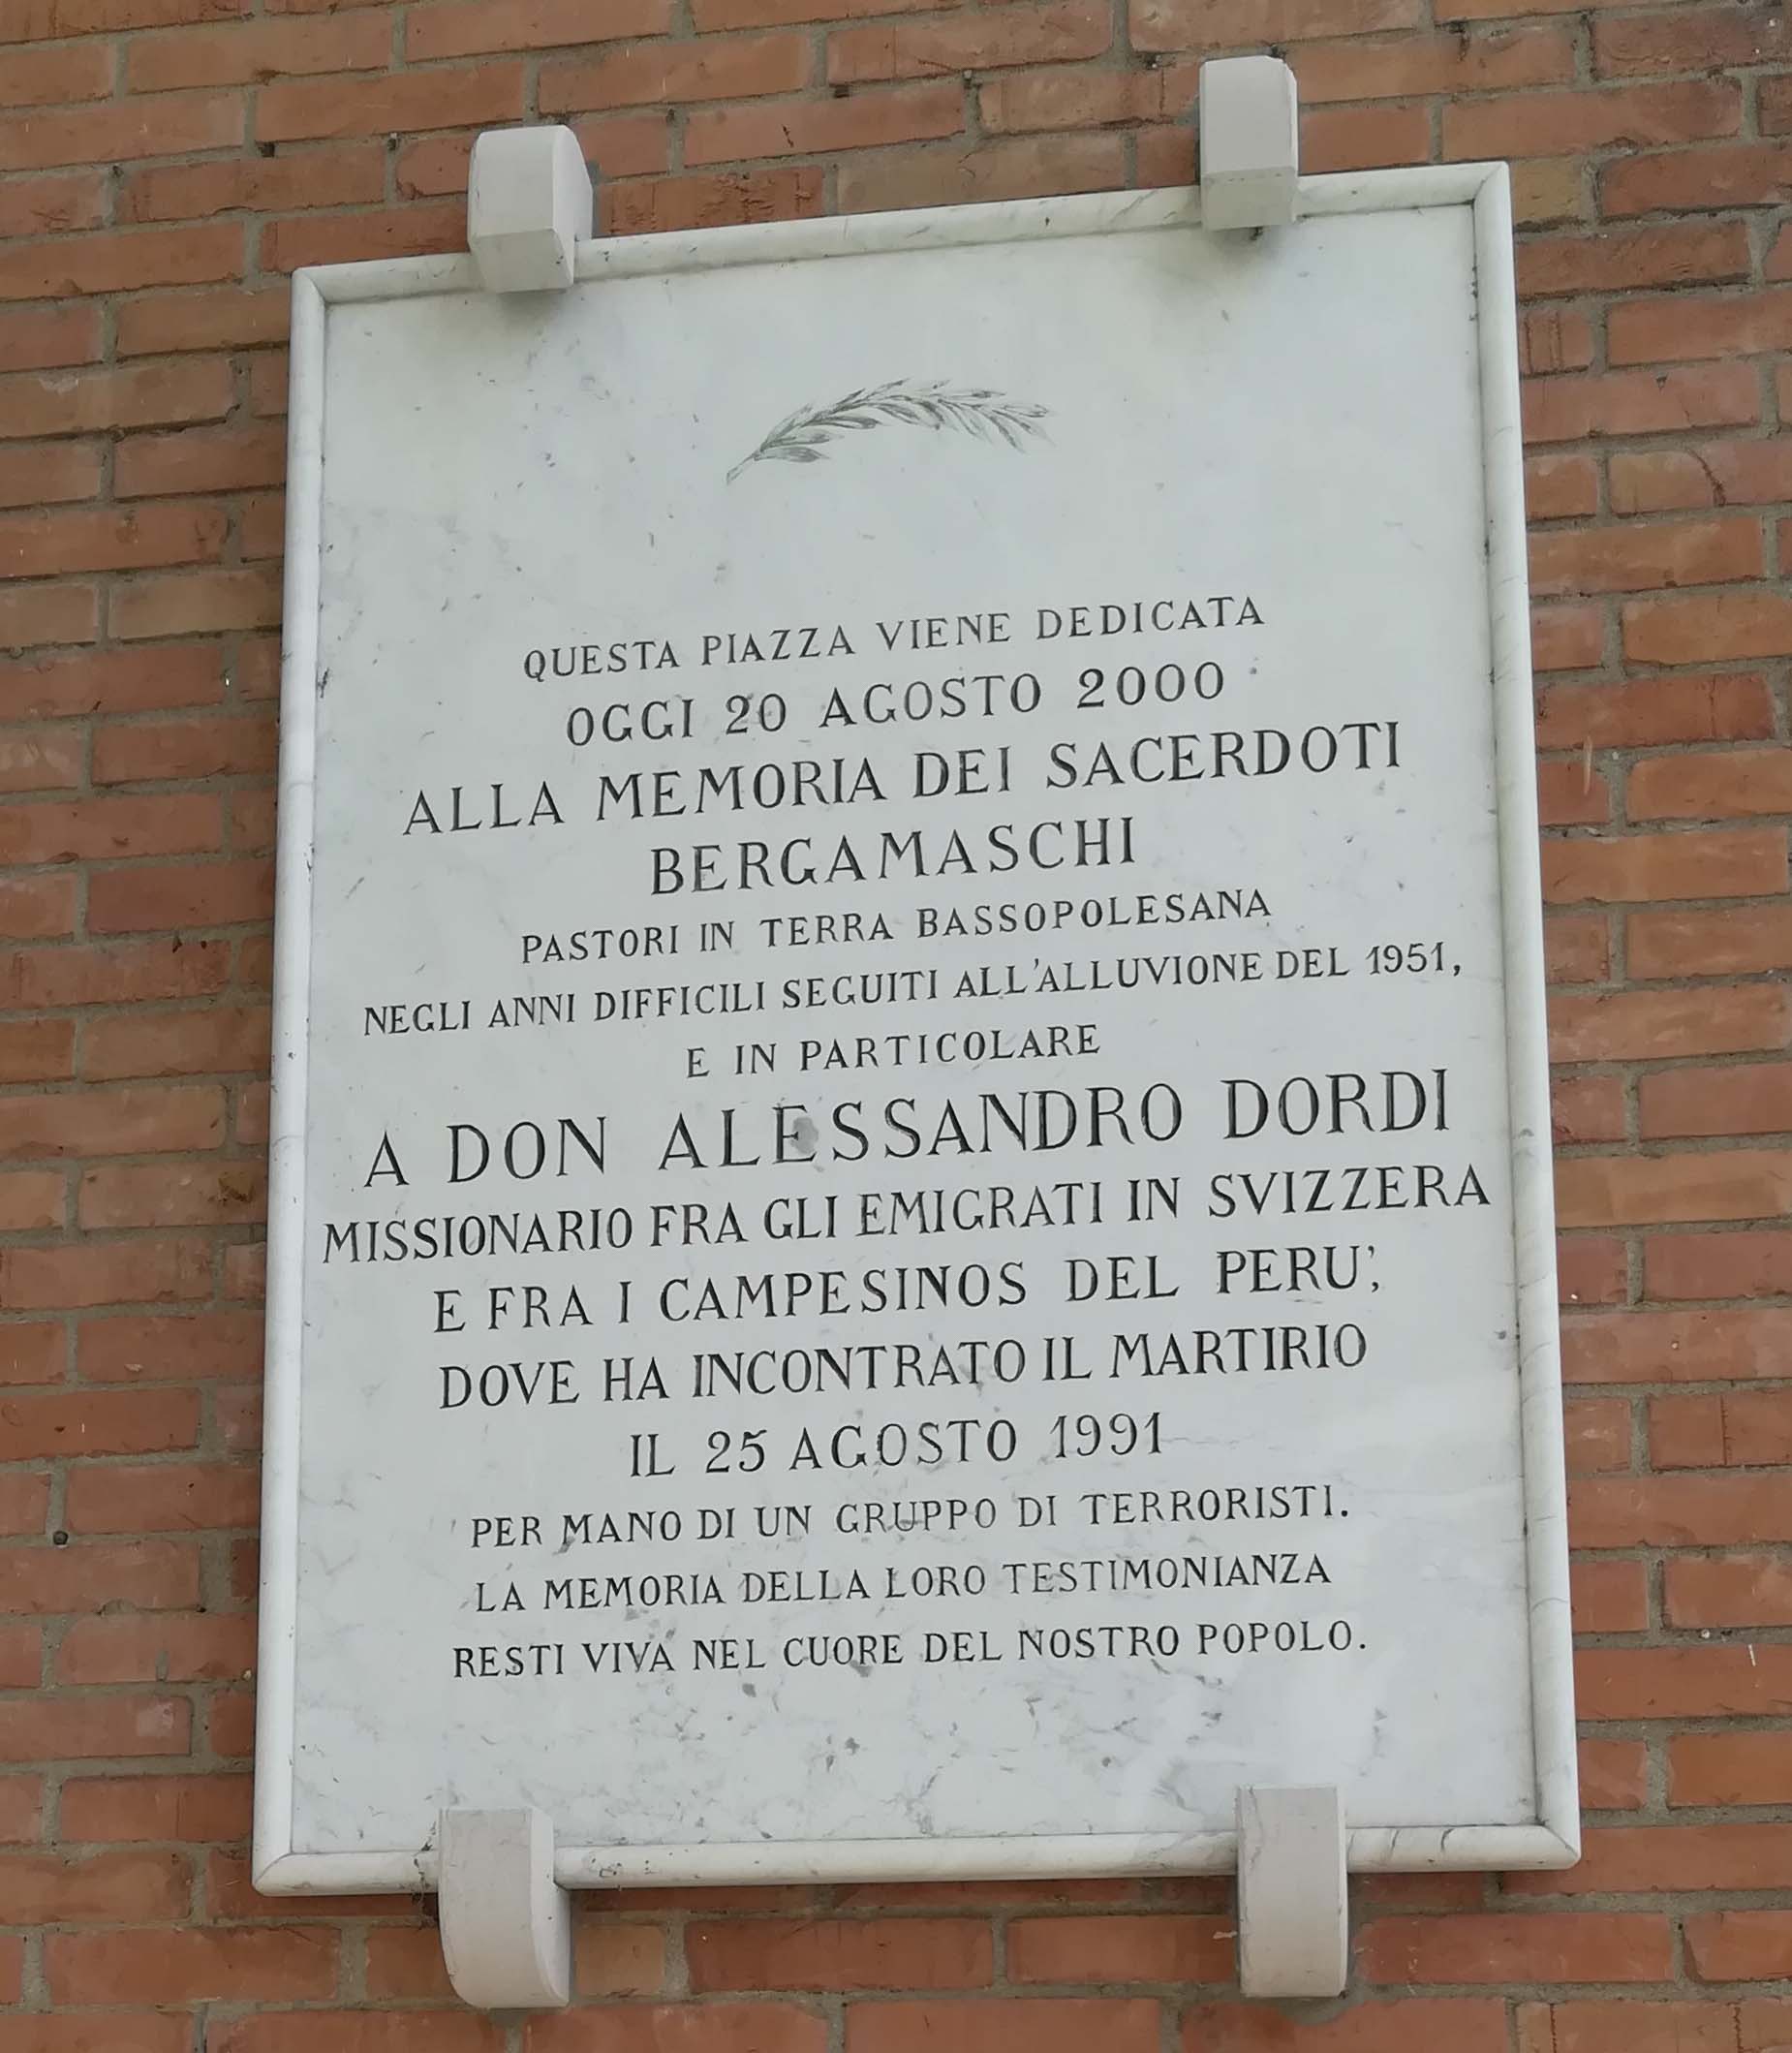 QUESTA PIAZZA VIENE DEDICATA
OGGI 20 AGOSTO 2000
ALLA MEMORIA DEI SACERDOTI
BERGAMASCHI
PASTORI IN TERRA BASSOPOLESANA
NEGLI ANNI DIFFICILI SEGUITI ALL'ALLUVIONE DEL 1951,
E IN PARTICOLARE
A DON ALESSANDRO DORDI
MISSIONARIO FRA GLI EMIGRATI IN SVIZZERA
E FRA I CAMPESINOS DEL PERU',
DOVE HA INCONTRATO IL MARTIRIO
IL 25 AGOSTO 1991
PER MANO DI UN GRUPPO DI TERRORISTI.
LA MEMORIA DELLA LORO TESTIMONIANZA
RESTI VIVA NEL CUORE DEL NOSTRO POPOLO.